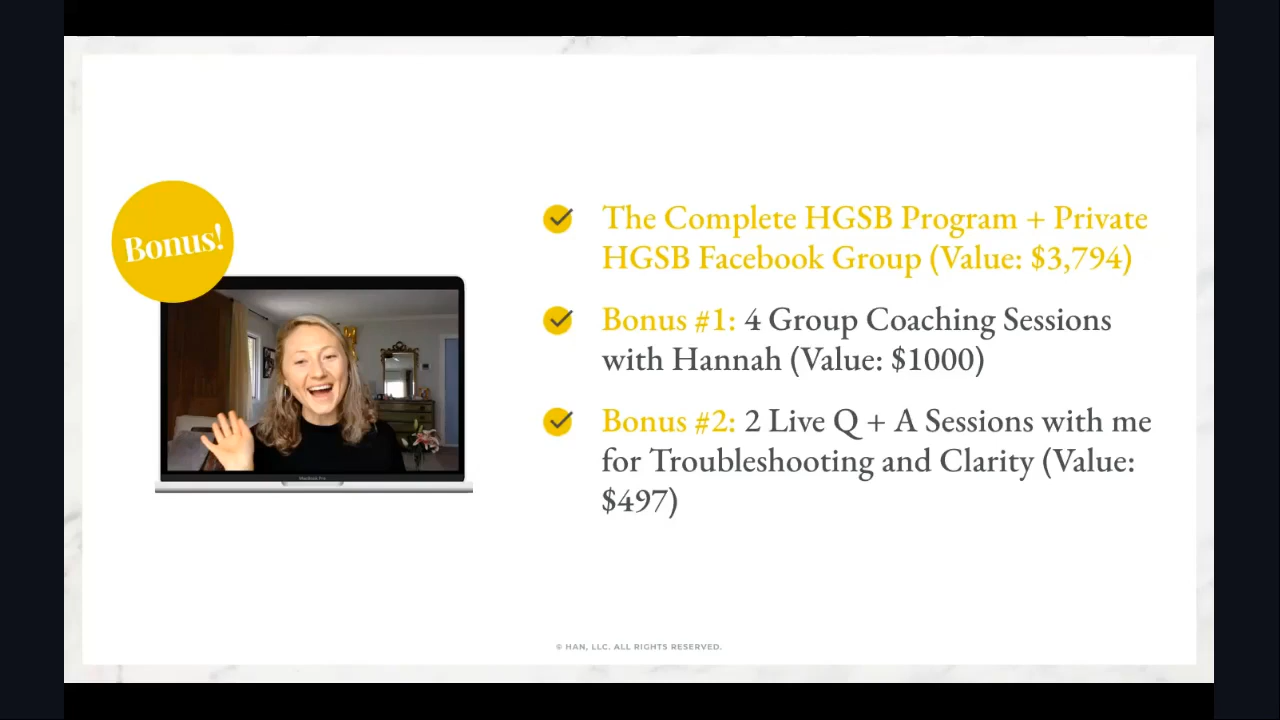 Bonus!
The Complete HGSB Program + Private
HGSB Facebook Group (Value: $3,794)
Bonus #1: 4 Group Coaching Sessions
with Hannah (Value: $1000)
Bonus #2: 2 Live Q + A Sessions with me
for Troubleshooting and Clarity (Value:
$497)
MacBook Pro
© HAN, LLC. ALL RIGHTS RESERVED.